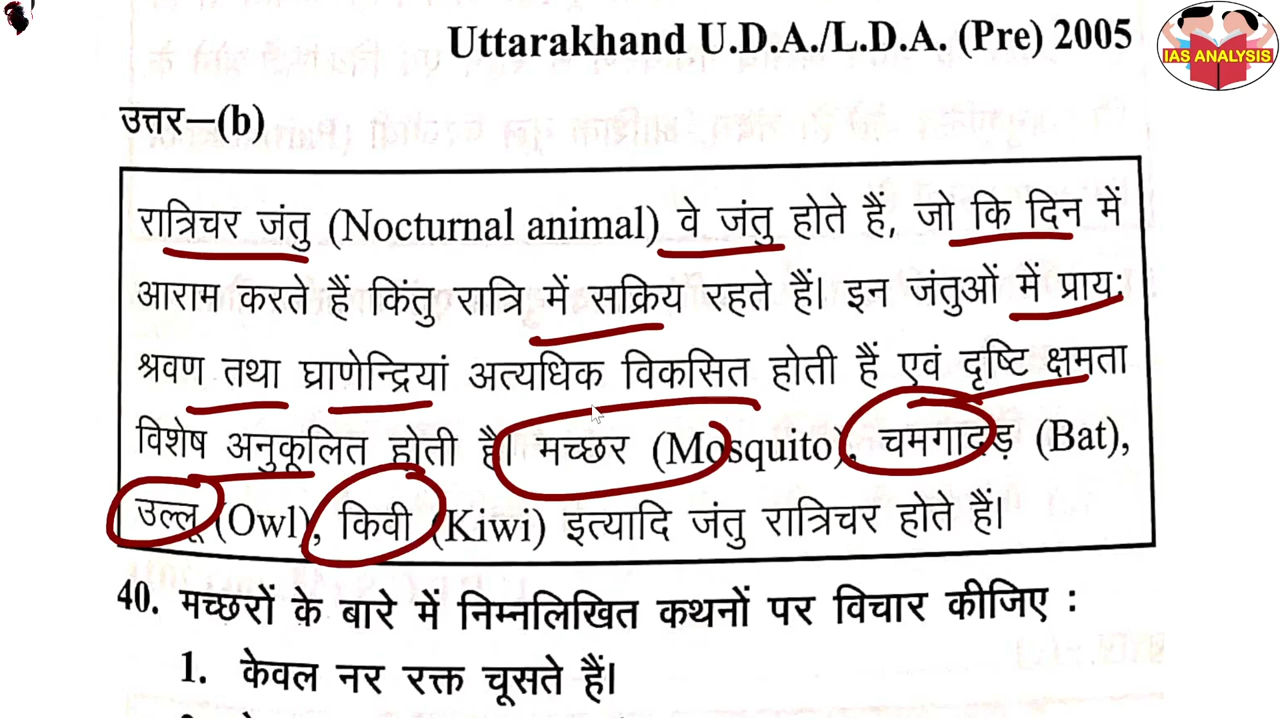 Uttarakhand U.D.A./L.D.A. (Pre) 2005
IAS ANALYSIS
उत्तर–(b)
रात्रिचर जंतु (Nocturnal animal) वे जंतु होते हैं, जो कि दिन में
आराम करते हैं किंतु रात्रि में सक्रिय रहते हैं। इन जंतुओं में प्राय:
श्रवण तथा घ्राणेन्द्रियां अत्यधिक विकसित होती हैं एवं दृष्टि क्षमता
विशेष अनुकूलित होती है। मच्छर (Mosquito), चमगादड़ (Bat),
उल्लू (Owl), किवी (Kiwi) इत्यादि जंतु रात्रिचर होते हैं।
40. मच्छरों के बारे में निम्नलिखित कथनों पर विचार कीजिए :
1. केवल नर रक्त चूसते हैं।